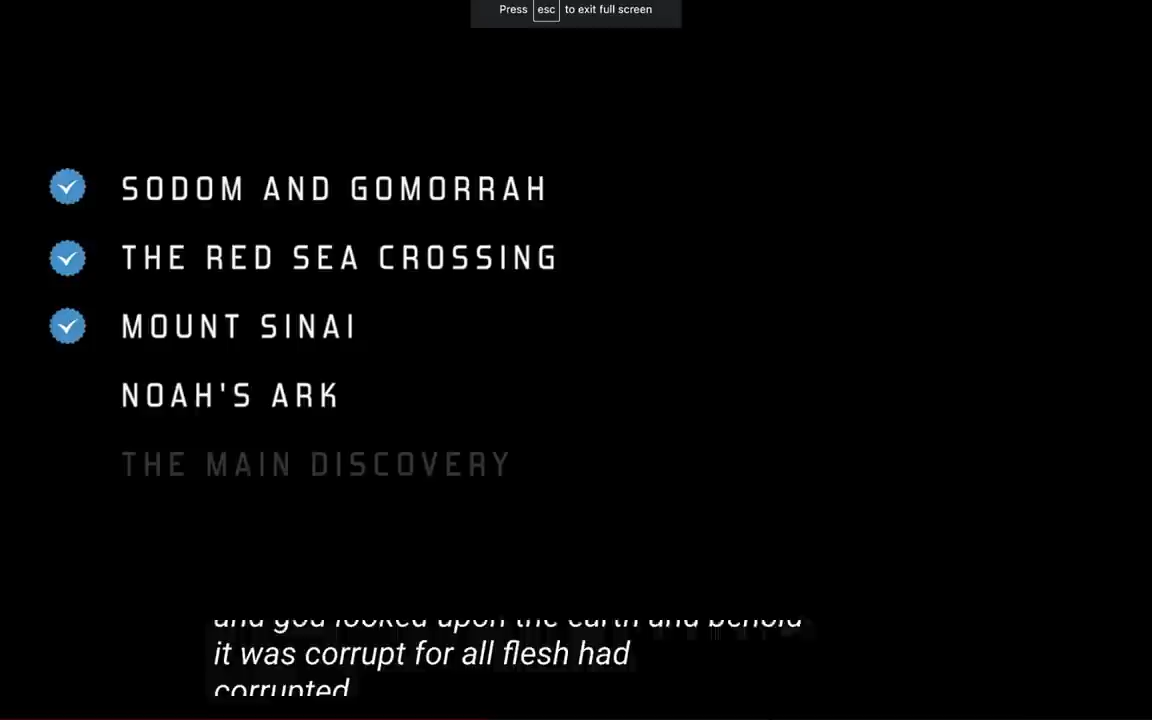 Press esc to exit full screen
SODOM AND GOMORRAH
THE RED SEA CROSSING
MOUNT SINAI
NOAH'S ARK
THE MAIN DISCOVERY
and god looked upon the earth and behold
it was corrupt for all flesh had
corrupted